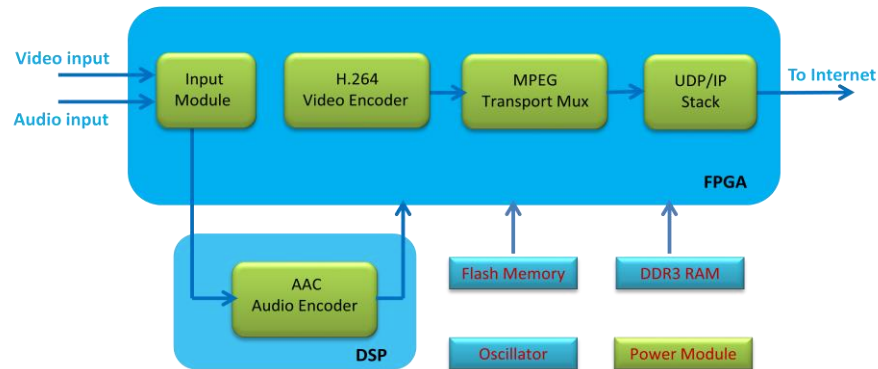 Video input
Audio input
Input
Module
H.264
Video Encoder
MPEG
Transport Mux
UDP/IP
Stack
To Internet
FPGA
AAC
Audio Encoder
DSP
Flash Memory
DDR3 RAM
Oscillator
Power Module